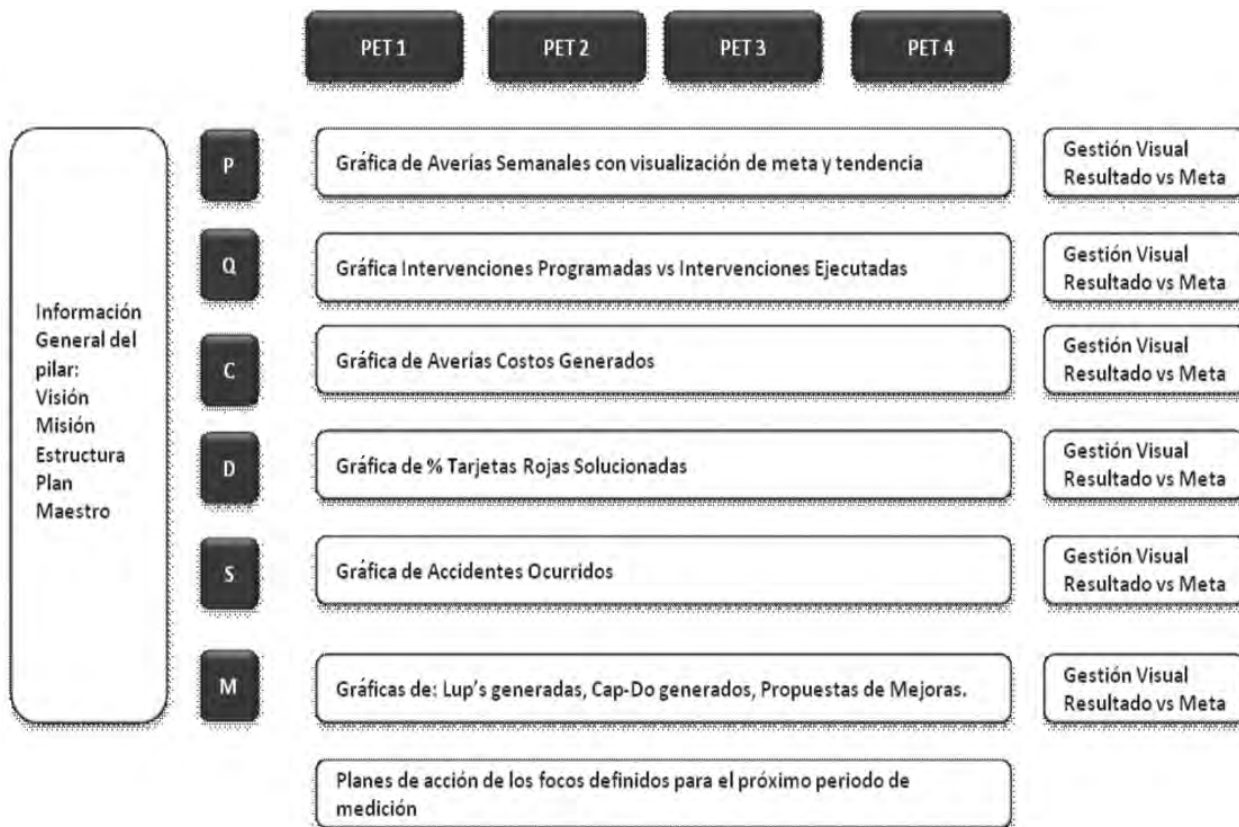 PET 1
PET 2
PET 3
PET 4
Información
General del
pilar:
Visión
Misión
Estructura
Plan
Maestro
P
Gráfica de Averías Semanales con visualización de meta y tendencia
Gestión Visual
Resultado vs Meta
Q
Gráfica Intervenciones Programadas vs Intervenciones Ejecutadas
Gestión Visual
Resultado vs Meta
C
Gráfica de Averías Costos Generados
Gestión Visual
Resultado vs Meta
D
Gráfica de % Tarjetas Rojas Solucionadas
Gestión Visual
Resultado vs Meta
S
Gráfica de Accidentes Ocurridos
Gestión Visual
Resultado vs Meta
M
Gráficas de: Lup's generadas, Cap-Do generados, Propuestas de Mejoras.
Gestión Visual
Resultado vs Meta
Planes de acción de los focos definidos para el próximo periodo de
medición